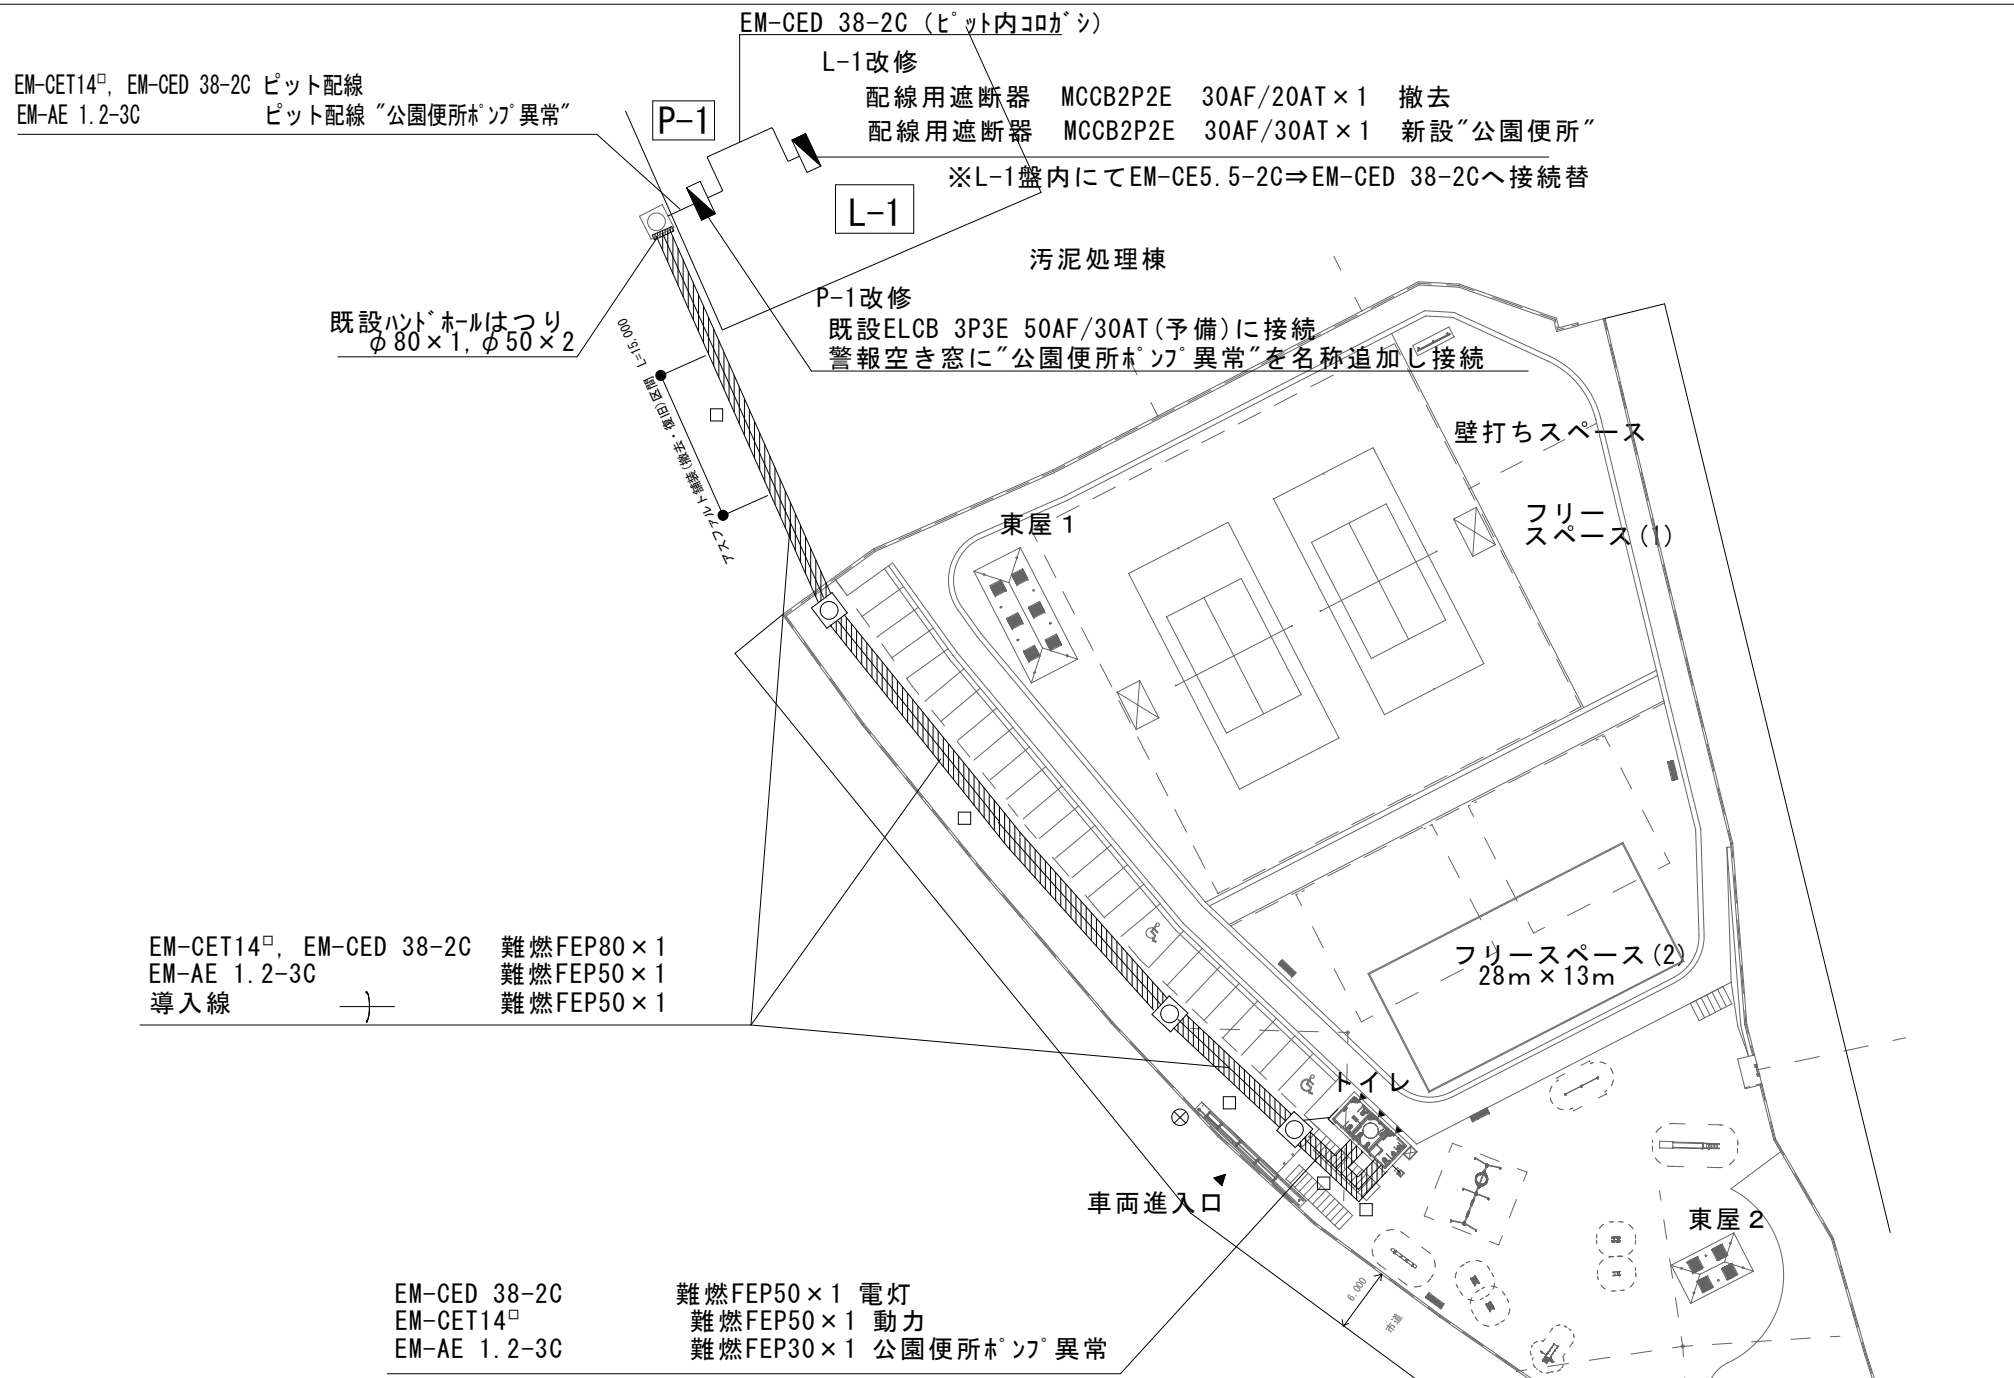 EM-CED 38-2C (ﾋﾟｯﾄ内ｺﾛｶﾞｼ)
L-1改修
配線用遮断器 MCCB2P2E 30AF/20AT×1 撤去
配線用遮断器 MCCB2P2E 30AF/30AT×1 新設"公園便所"
※L-1盤内にてEM-CE5.5-2C⇒EM-CED 38-2Cへ接続替
EM-CET14□, EM-CED 38-2C ピット配線
EM-AE 1.2-3C ピット配線 "公園便所ﾎﾟﾝﾌﾟ異常"
P-1
L-1
汚泥処理棟
P-1改修
既設ELCB 3P3E 50AF/30AT(予備)に接続
警報空き窓に"公園便所ﾎﾟﾝﾌﾟ異常"を名称追加し接続
既設ﾊﾝﾄﾞﾎｰﾙはつり
φ80×1, φ50×2
アスファルト舗装(撤去・復旧)区間 L=15.000
壁打ちスペース
フリー
スペース(1)
東屋1
フリースペース(2)
28m×13m
EM-CET14□, EM-CED 38-2C 難燃FEP80×1
EM-AE 1.2-3C 難燃FEP50×1
導入線 難燃FEP50×1
トイレ
車両進入口
東屋2
6.000
市道
EM-CED 38-2C 難燃FEP50×1 電灯
EM-CET14□ 難燃FEP50×1 動力
EM-AE 1.2-3C 難燃FEP30×1 公園便所ﾎﾟﾝﾌﾟ異常